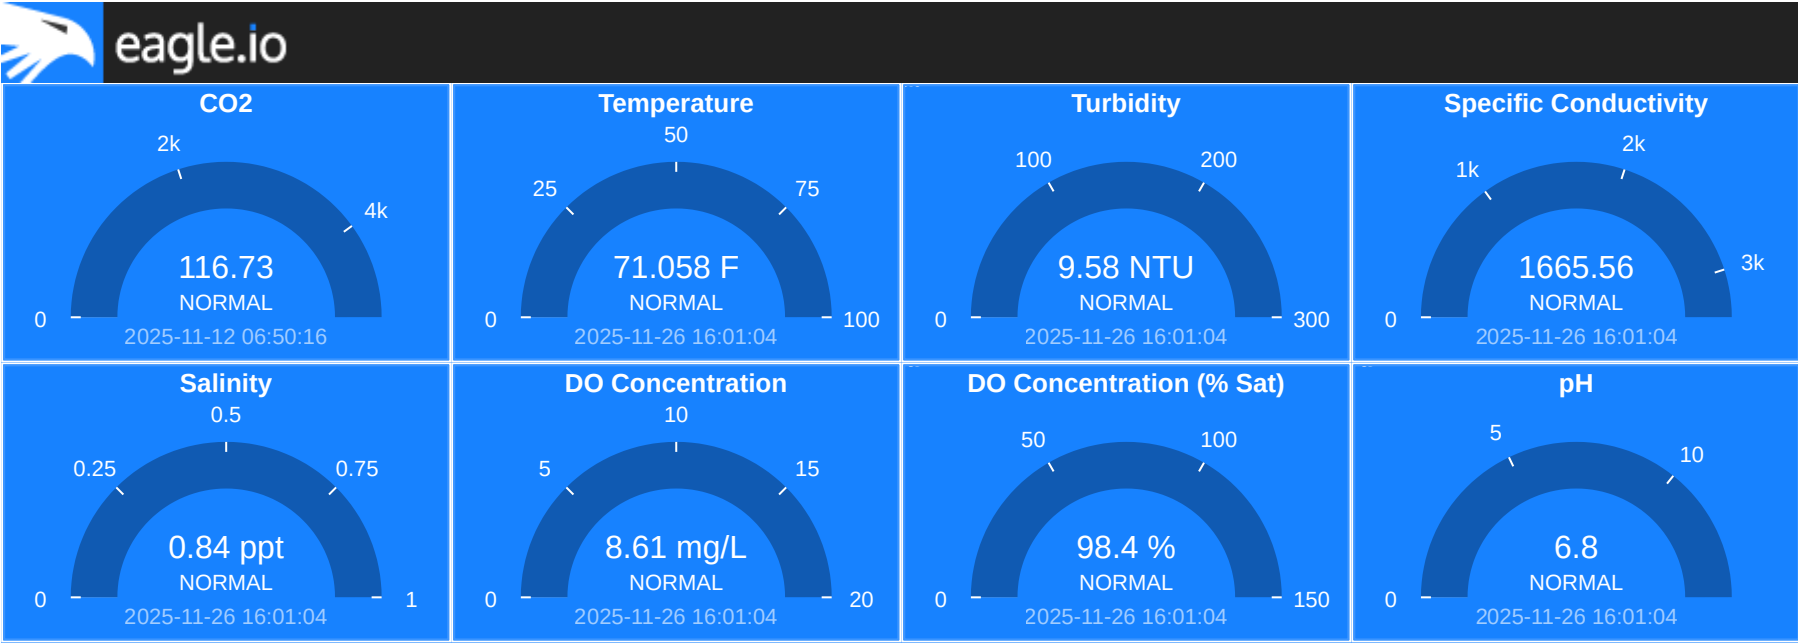 eagle.io
CO2
2k
4k
116.73
NORMAL
0
2025-11-12 06:50:16
Temperature
50
25
75
71.058 F
NORMAL
0
100
2025-11-26 16:01:04
Turbidity
100
200
9.58 NTU
NORMAL
0
300
2025-11-26 16:01:04
Specific Conductivity
2k
1k
3k
1665.56
NORMAL
0
2025-11-26 16:01:04
Salinity
0.5
0.25
0.75
0.84 ppt
NORMAL
0
1
2025-11-26 16:01:04
DO Concentration
10
5
15
8.61 mg/L
NORMAL
0
20
2025-11-26 16:01:04
DO Concentration (% Sat)
50
100
98.4 %
NORMAL
0
150
2025-11-26 16:01:04
pH
5
10
6.8
NORMAL
0
2025-11-26 16:01:04